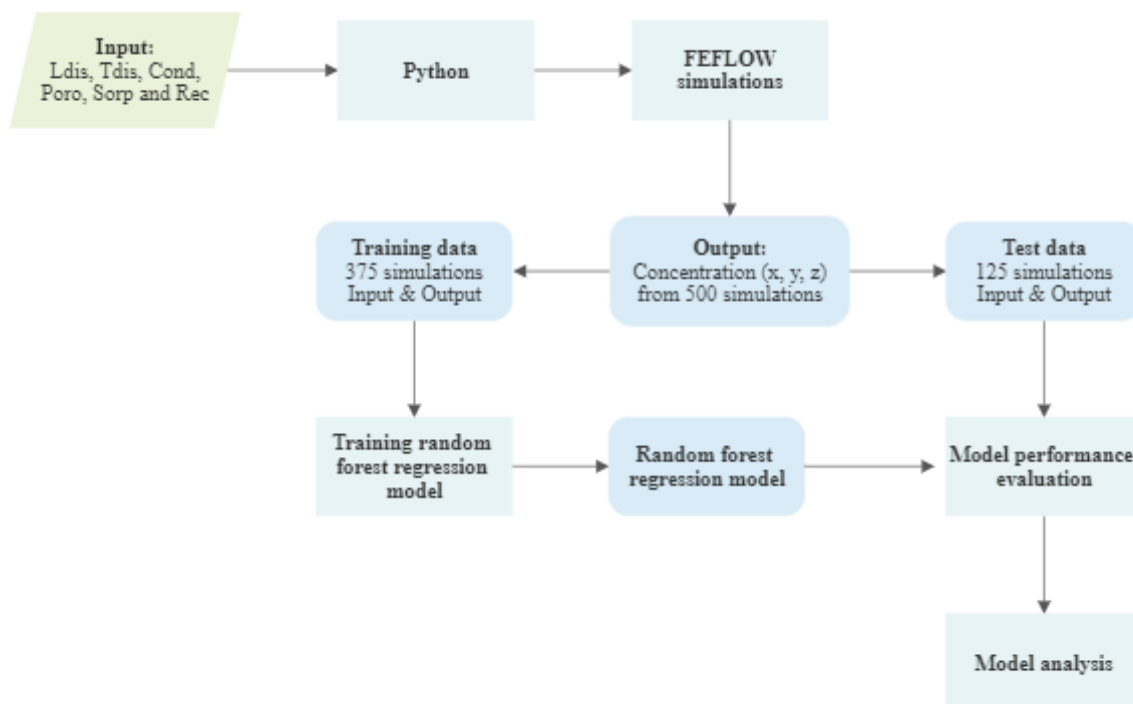 Input:
Ldis, Tdis, Cond,
Poro, Sorp and Rec
Python
FEFLOW
simulations
Training data
375 simulations
Input & Output
Output:
Concentration (x, y, z)
from 500 simulations
Test data
125 simulations
Input & Output
Training random
forest regression
model
Random forest
regression model
Model performance
evaluation
Model analysis